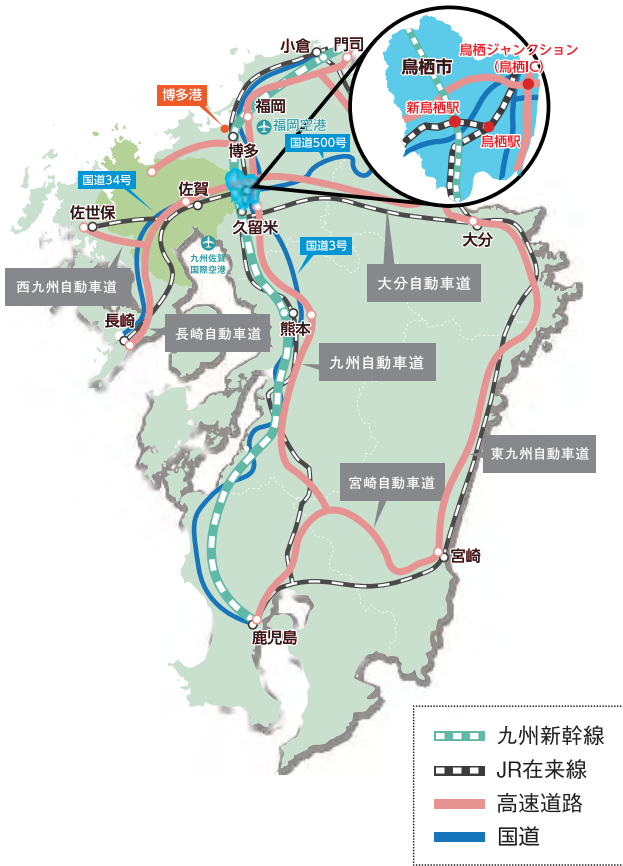 小倉
門司
鳥栖ジャンクション
(鳥栖IC)
鳥栖市
新鳥栖駅
鳥栖駅
博多港
福岡
福岡空港
博多
国道500号
国道34号
佐賀
佐世保
久留米
大分
九州佐賀
国際空港
国道3号
西九州自動車道
大分自動車道
長崎
長崎自動車道
熊本
九州自動車道
東九州自動車道
宮崎自動車道
宮崎
鹿児島
九州新幹線
JR在来線
高速道路
国道